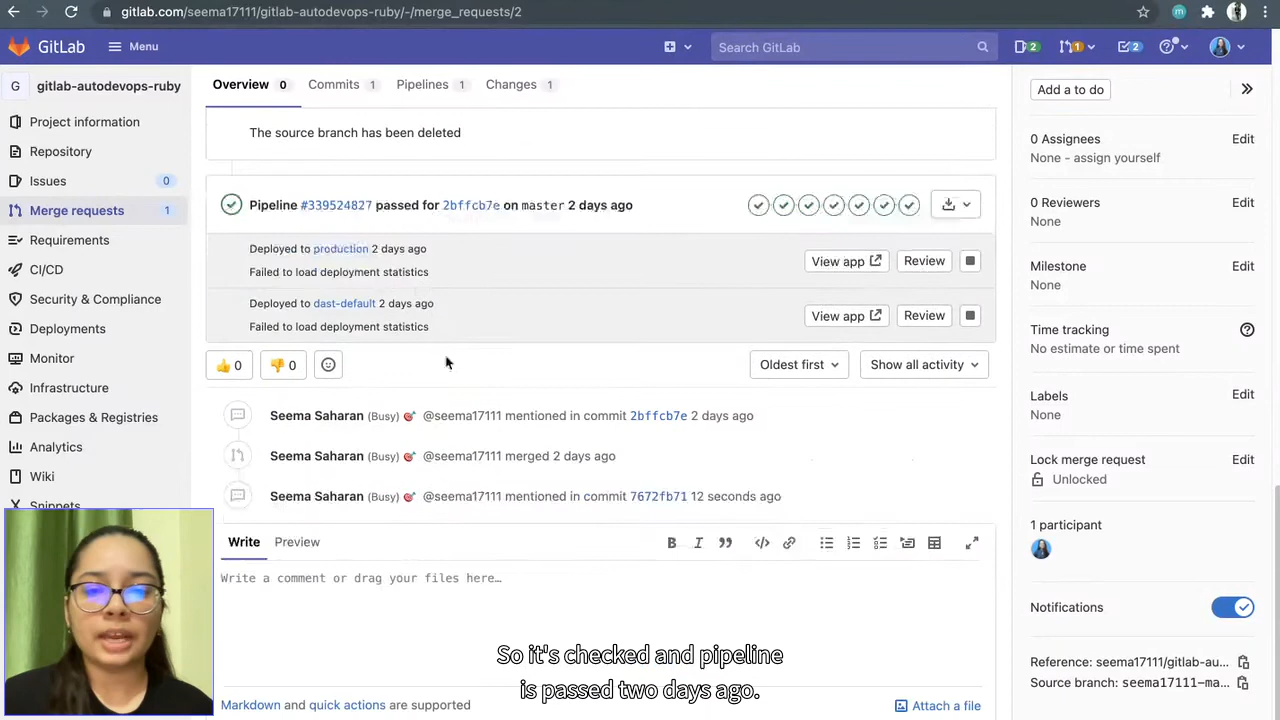 gitlab.com/seema17111/gitlab-autodevops-ruby/-/merge_requests/2
GitLab
Menu
Search GitLab
2
1
2
G gitlab-autodevops-ruby
Project information
Repository
Issues 0
Merge requests 1
Requirements
CI/CD
Security & Compliance
Deployments
Monitor
Infrastructure
Packages & Registries
Analytics
Wiki
Snippets
Overview 0
Commits 1
Pipelines 1
Changes 1
The source branch has been deleted
Pipeline #339524827 passed for 2bffcb7e on master 2 days ago
Deployed to production 2 days ago
Failed to load deployment statistics
View app
Review
Deployed to dast-default 2 days ago
Failed to load deployment statistics
View app
Review
👍 0
👎 0
Oldest first
Show all activity
Seema Saharan (Busy) 🎯 @seema17111 mentioned in commit 2bffcb7e 2 days ago
Seema Saharan (Busy) 🎯 @seema17111 merged 2 days ago
Seema Saharan (Busy) 🎯 @seema17111 mentioned in commit 7672fb71 12 seconds ago
Write
Preview
B I
Write a comment or drag your files here…
Markdown and quick actions are supported
Attach a file
Add a to do
0 Assignees Edit
None - assign yourself
0 Reviewers Edit
None
Milestone Edit
None
Time tracking
No estimate or time spent
Labels Edit
None
Lock merge request Edit
Unlocked
1 participant
Notifications
Reference: seema17111/gitlab-au...
Source branch: seema17111-ma...
So it's checked and pipeline
is passed two days ago.